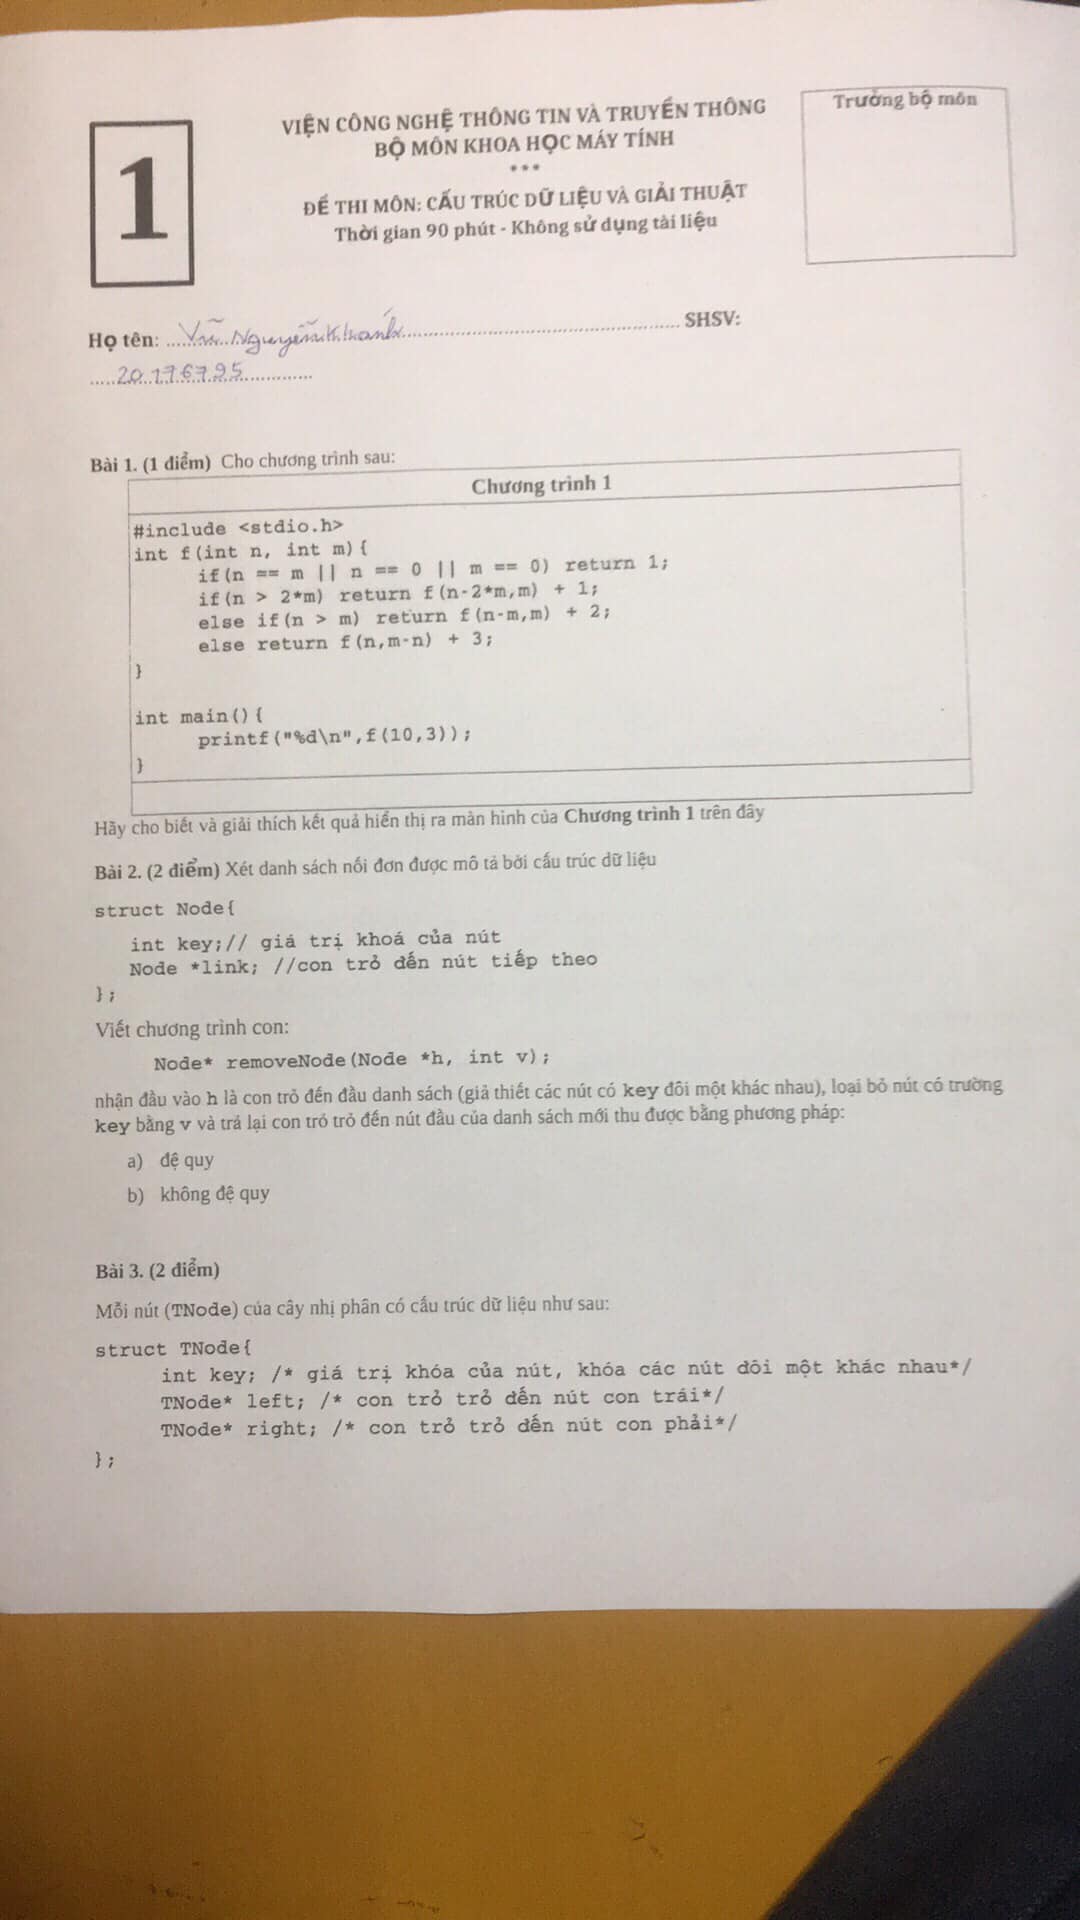 1
VIỆN CÔNG NGHỆ THÔNG TIN VÀ TRUYỀN THÔNG
BỘ MÔN KHOA HỌC MÁY TÍNH
***
ĐỀ THI MÔN: CẤU TRÚC DỮ LIỆU VÀ GIẢI THUẬT
Thời gian 90 phút - Không sử dụng tài liệu
Trưởng bộ môn
Họ tên: Vũ Nguyễn Khánh SHSV:
20176795
Bài 1. (1 điểm) Cho chương trình sau:
Chương trình 1
#include <stdio.h>
int f(int n, int m){
if(n == m || n == 0 || m == 0) return 1;
if(n > 2*m) return f(n-2*m,m) + 1;
else if(n > m) return f(n-m,m) + 2;
else return f(n,m-n) + 3;
}
int main(){
printf("%d\n",f(10,3));
}
Hãy cho biết và giải thích kết quả hiển thị ra màn hình của Chương trình 1 trên đây
Bài 2. (2 điểm) Xét danh sách nối đơn được mô tả bởi cấu trúc dữ liệu
struct Node{
int key;// giá trị khoá của nút
Node *link; //con trỏ đến nút tiếp theo
};
Viết chương trình con:
Node* removeNode(Node *h, int v);
nhận đầu vào h là con trỏ đến đầu danh sách (giả thiết các nút có key đôi một khác nhau), loại bỏ nút có trường
key bằng v và trả lại con trỏ trỏ đến nút đầu của danh sách mới thu được bằng phương pháp:
a) đệ quy
b) không đệ quy
Bài 3. (2 điểm)
Mỗi nút (TNode) của cây nhị phân có cấu trúc dữ liệu như sau:
struct TNode{
int key; /* giá trị khóa của nút, khóa các nút đôi một khác nhau*/
TNode* left; /* con trỏ trỏ đến nút con trái*/
TNode* right; /* con trỏ trỏ đến nút con phải*/
};